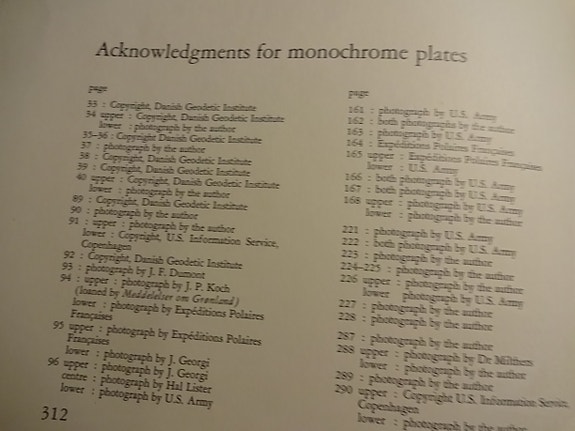 Acknowledgments for monochrome plates
page
33 : Copyright, Danish Geodetic Institute
34 upper : Copyright, Danish Geodetic Institute
lower : photograph by the author
35-36 : Copyright, Danish Geodetic Institute
37 : photograph by the author
38 : Copyright, Danish Geodetic Institute
39 : Copyright, Danish Geodetic Institute
40 upper : Copyright, Danish Geodetic Institute
lower : photograph by the author
89 : Copyright, Danish Geodetic Institute
90 : photograph by the author
91 : upper : photograph by the author
lower : Copyright, U.S. Information Service,
Copenhagen
92 : Copyright, Danish Geodetic Institute
93 : photograph by J. F. Dumont
94 : upper : photograph by J. P. Koch
(loaned by Meddelelser om Grønland)
lower : photograph by Expéditions Polaires
Françaises
95 upper : photograph by Expéditions Polaires
Françaises
lower : photograph by J. Georgi
96 upper : photograph by J. Georgi
centre : photograph by Hal Lister
lower : photograph by U.S. Army
312
page
161 : photograph by U.S. Army
162 : both photographs by the author
163 : photograph by U.S. Army
164 : Expéditions Polaires Françaises
165 upper : Expéditions Polaires Françaises
lower : U.S. Army
166 : both photograph by U.S. Army
167 : both photograph by U.S. Army
168 upper : photograph by U.S. Army
lower : photograph by the author
221 : photograph by U.S. Army
222 : both photograph by U.S. Army
223 : photograph by the author
224-225 : photograph by the author
226 upper : photograph by the author
lower photograph by U.S. Army
227 : photograph by the author
228 : photograph by the author
287 : photograph by the author
288 upper : photograph by Dr Milthers
lower : photograph by the author
289 : photograph by the author
290 upper : Copyright U.S. Information Service,
Copenhagen
lower : photograph by the author